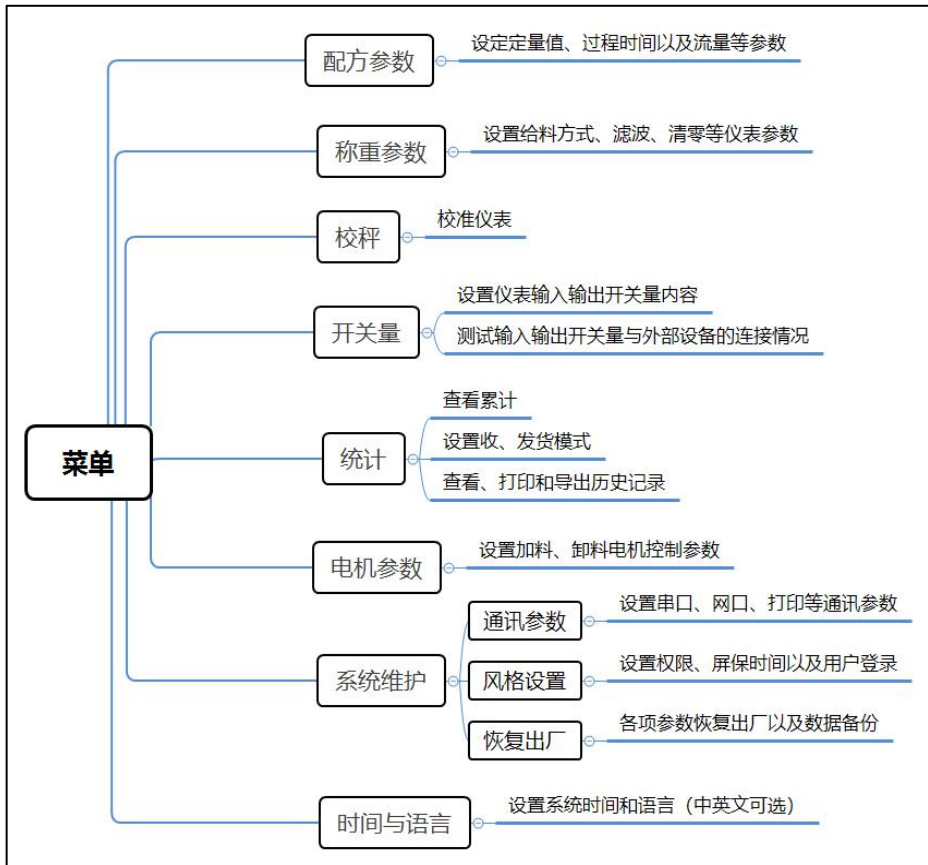 菜单
配方参数
设定定量值、过程时间以及流量等参数
称重参数
设置给料方式、滤波、清零等仪表参数
校秤
校准仪表
开关量
设置仪表输入输出开关量内容
测试输入输出开关量与外部设备的连接情况
统计
查看累计
设置收、发货模式
查看、打印和导出历史记录
电机参数
设置加料、卸料电机控制参数
系统维护
通讯参数
设置串口、网口、打印等通讯参数
风格设置
设置权限、屏保时间以及用户登录
恢复出厂
各项参数恢复出厂以及数据备份
时间与语言
设置系统时间和语言（中英文可选）